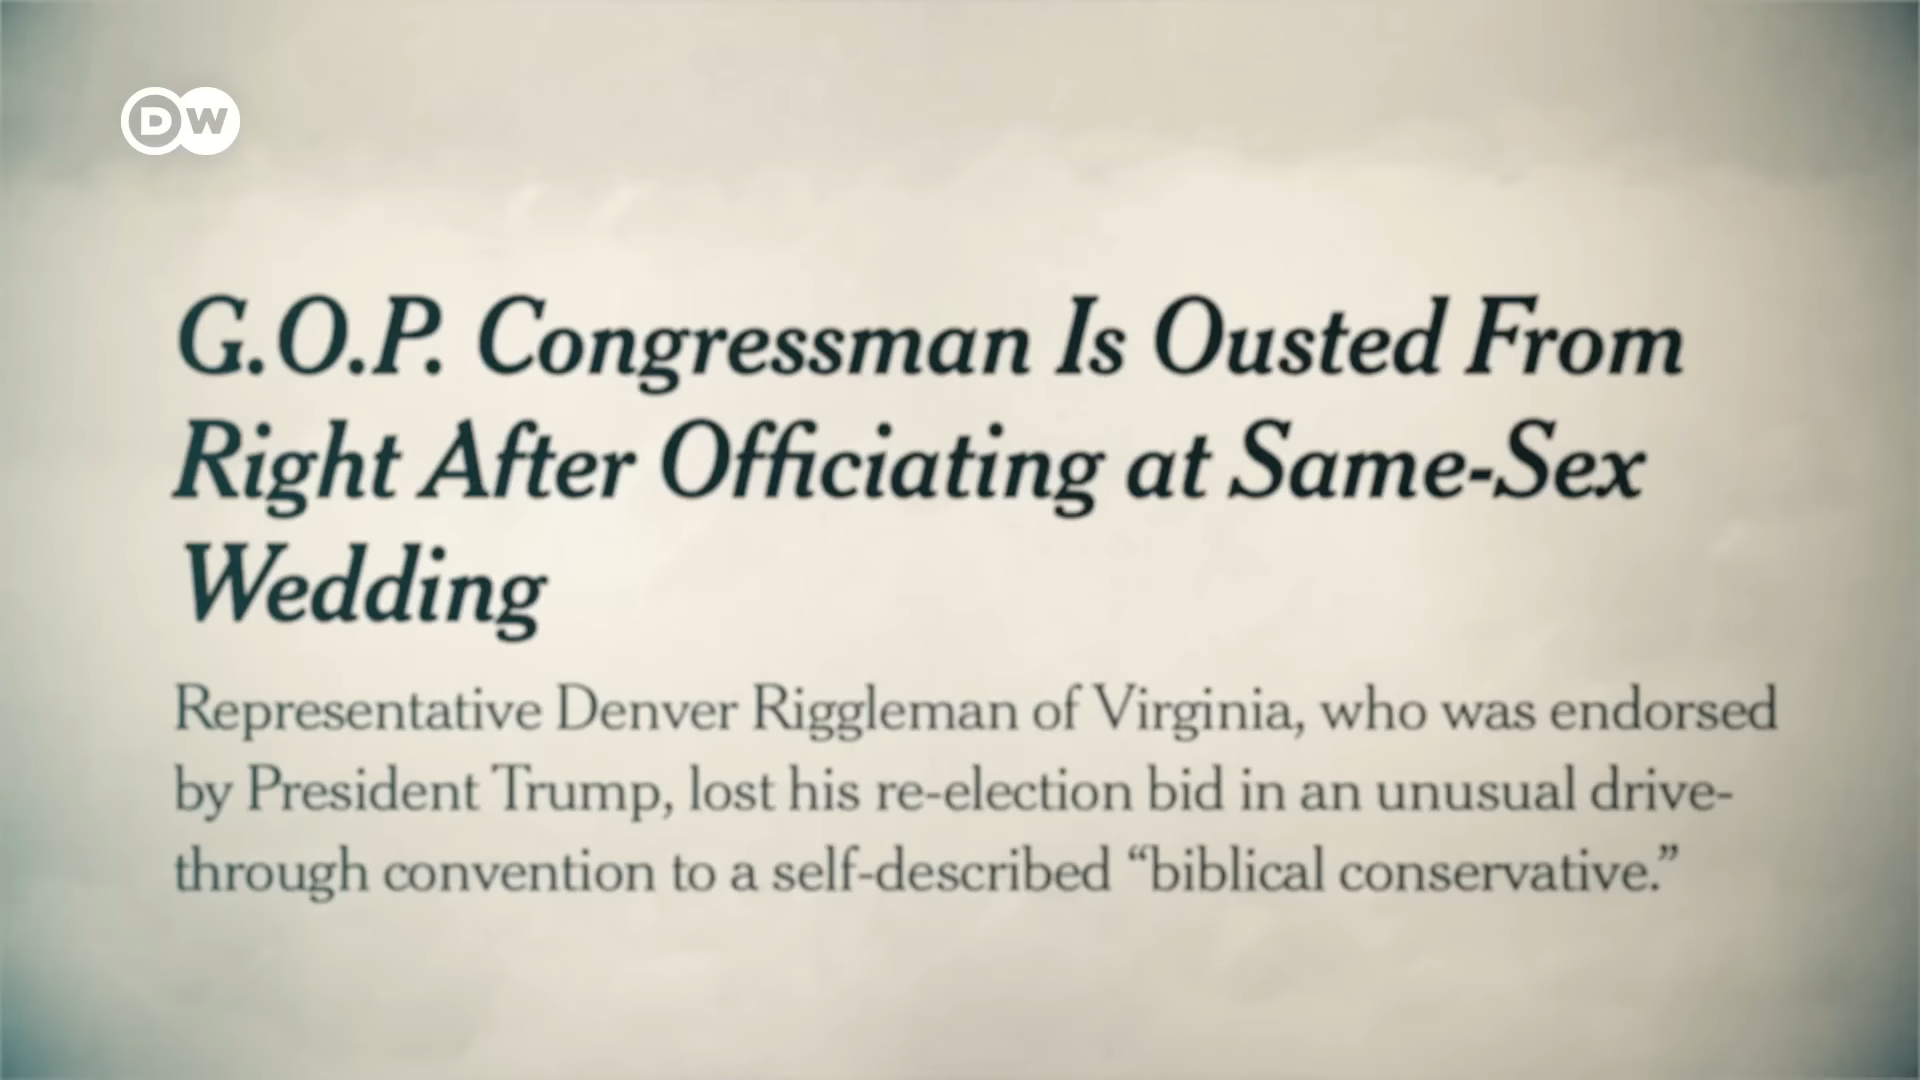 DW
G.O.P. Congressman Is Ousted From
Right After Officiating at Same-Sex
Wedding
Representative Denver Riggleman of Virginia, who was endorsed
by President Trump, lost his re-election bid in an unusual drive-
through convention to a self-described “biblical conservative.”